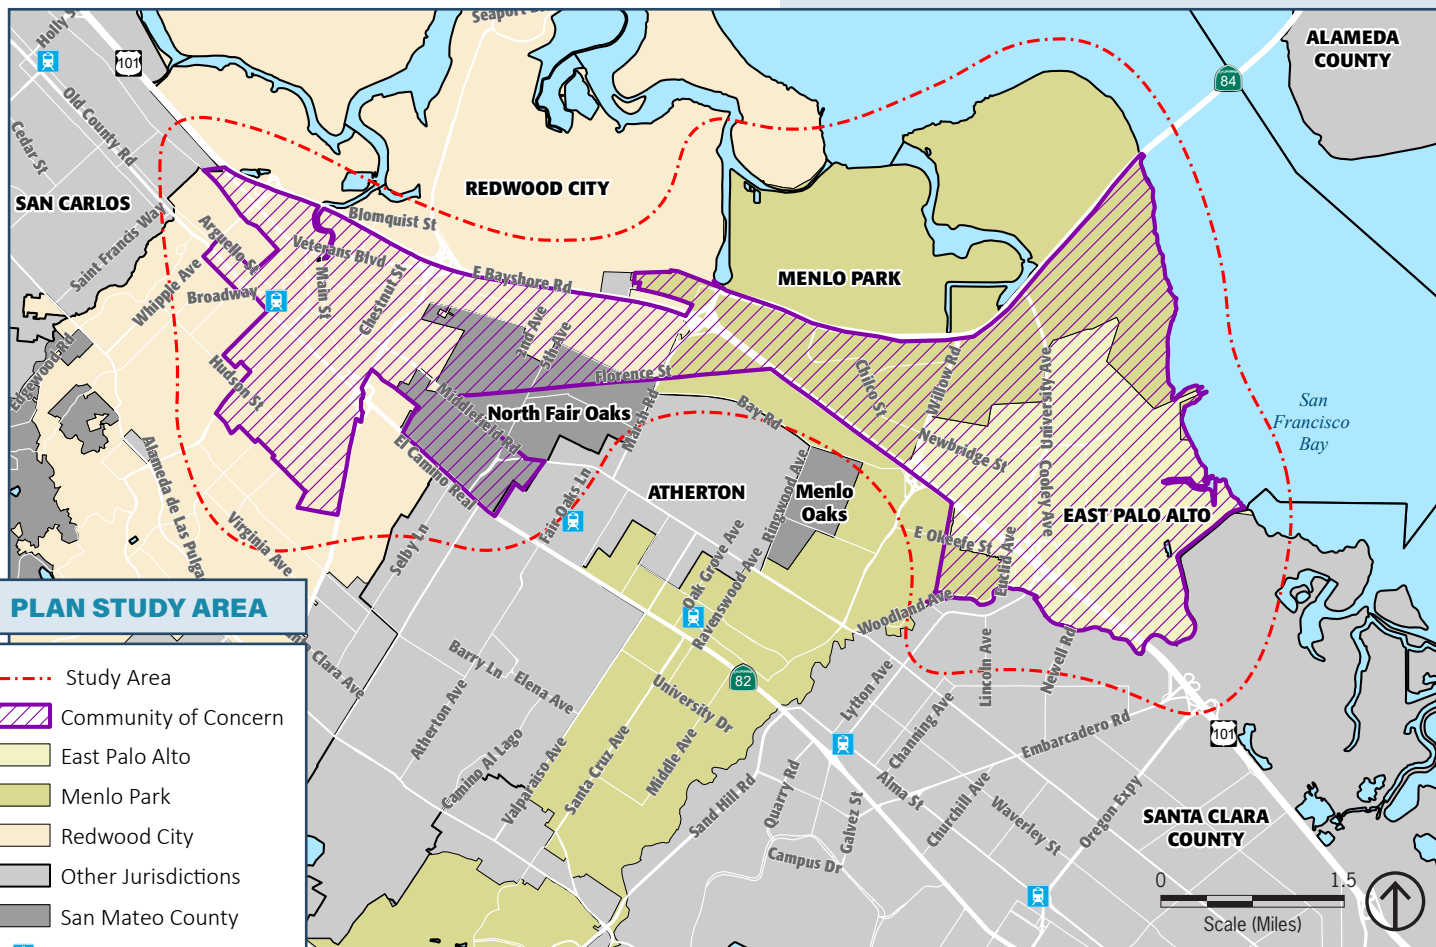 Holly S
Seaport B
101
ALAMEDA
COUNTY
84
Old County Rd
Cedar St
SAN CARLOS
REDWOOD CITY
Saint Francis Way
Blomquist St
Arguello St
Veterans Blvd
Whipple Ave
Broadway
Main St
Chestnut St
E Bayshore Rd
MENLO PARK
2nd Ave
5th Ave
Edgewood Rd
Hudson St
Florence St
Chilco St
Willow Rd
University Ave
San
Francisco
Bay
Middlefield Rd
North Fair Oaks
Marsh Rd
Bay Rd
Newbridge St
El Camino Real
Alameda de Las Pulga
ATHERTON
Ringwood Ave
Menlo
Oaks
Cooley Ave
EAST PALO ALTO
Fair Oaks Ln
Virginia Ave
Selby Ln
E Okeefe St
Euclid Ave
Oak Grove Ave
Ravenswood Ave
Woodland Ave
PLAN STUDY AREA
Clara Ave
Barry Ln
Elena Ave
Atherton Ave
82
University Dr
Lytton Ave
Lincoln Ave
Newell Rd
Study Area
Community of Concern
East Palo Alto
Menlo Park
Redwood City
Other Jurisdictions
San Mateo County
Camino Al Lago
Valparaiso Ave
Santa Cruz Ave
Middle Ave
Channing Ave
Embarcadero Rd
101
Sand Hill Rd
Quarry Rd
Galvez St
Alma St
Churchill Ave
Waverley St
Oregon Expy
SANTA CLARA
COUNTY
Campus Dr
0 1.5
Scale (Miles)